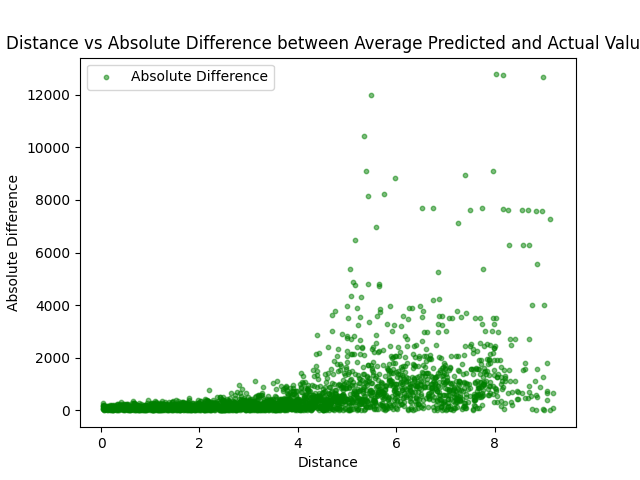 Distance vs Absolute Difference between Average Predicted and Actual Valu
Absolute Difference
12000
10000
8000
6000
4000
2000
0
Absolute Difference
0 2 4 6 8
Distance